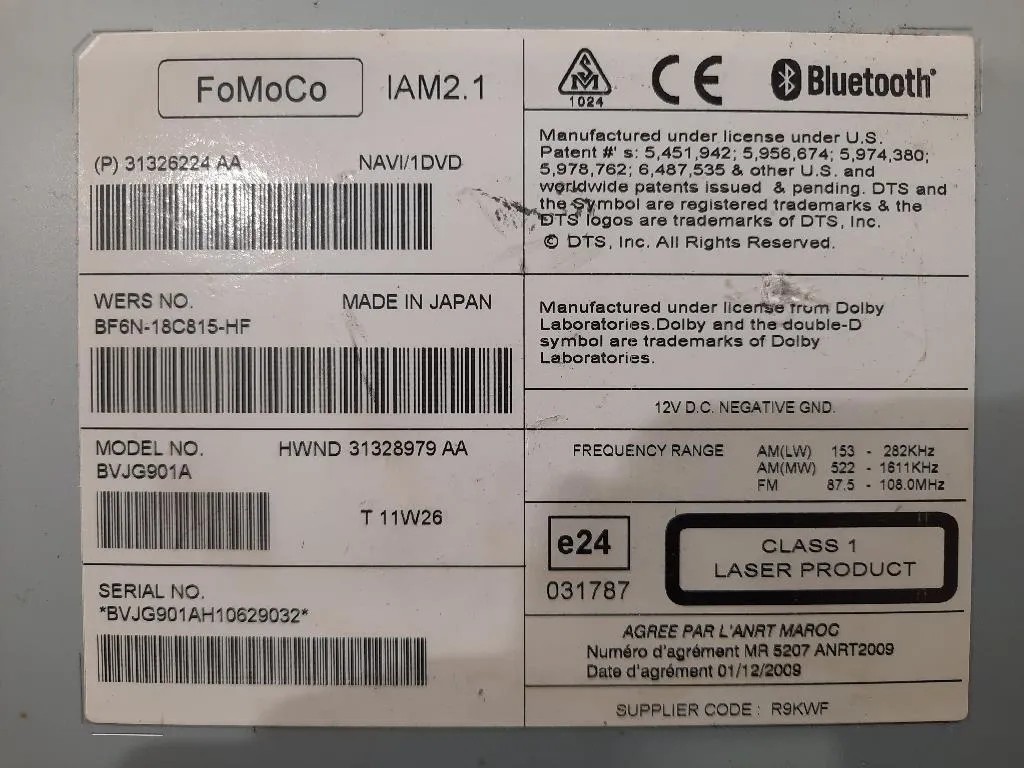 FoMoCo IAM2.1
(P) 31326224 AA NAVI/1DVD
WERS NO. MADE IN JAPAN
BF6N-18C815-HF
MODEL NO. HWND 31328979 AA
BVJG901A
T 11W26
SERIAL NO.
*BVJG901AH10629032*
1024
CE
Bluetooth®
Manufactured under license under U.S.
Patent #' s: 5,451,942; 5,956,674; 5,974,380;
5,978,762; 6,487,535 & other U.S. and
worldwide patents issued & pending. DTS and
the Symbol are registered trademarks & the
DTS logos are trademarks of DTS, Inc.
© DTS, Inc. All Rights Reserved.
Manufactured under license from Dolby
Laboratories.Dolby and the double-D
symbol are trademarks of Dolby
Laboratories.
12V D.C. NEGATIVE GND.
FREQUENCY RANGE AM(LW) 153 - 282KHz
AM(MW) 522 - 1611KHz
FM 87.5 - 108.0MHz
e24
031787
CLASS 1
LASER PRODUCT
AGREE PAR L'ANRT MAROC
Numéro d'agrément MR 5207 ANRT2009
Date d'agrément 01/12/2009
SUPPLIER CODE : R9KWF